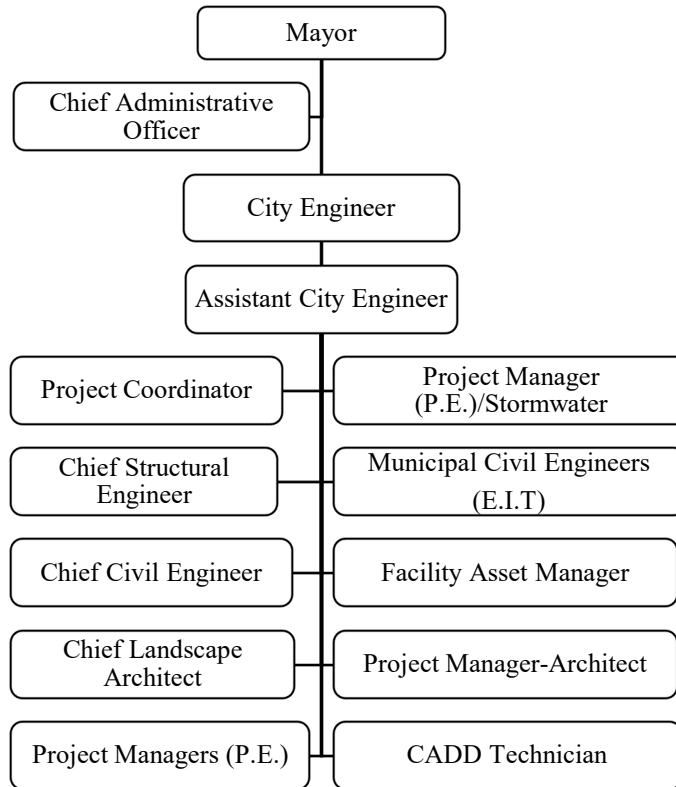 Mayor
Chief Administrative
Officer
City Engineer
Assistant City Engineer
Project Coordinator
Project Manager
(P.E.)/Stormwater
Chief Structural
Engineer
Municipal Civil Engineers
(E.I.T)
Chief Civil Engineer
Facility Asset Manager
Chief Landscape
Architect
Project Manager-Architect
Project Managers (P.E.)
CADD Technician